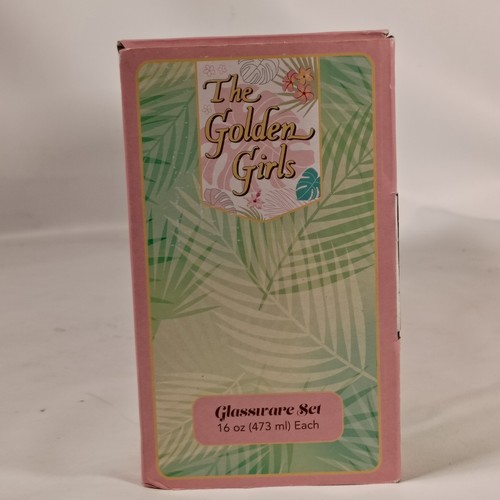 The
Golden
Girls
Glassware Set
16 oz (473 ml) Each